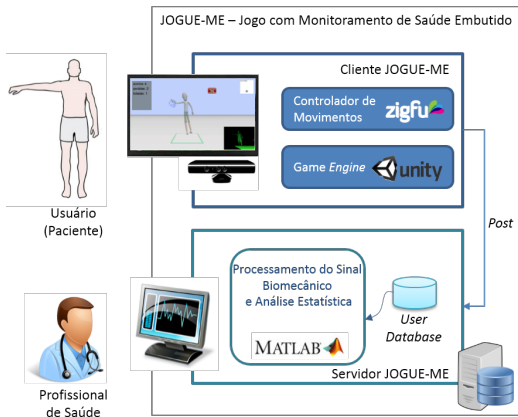 JOGUE-ME – Jogo com Monitoramento de Saúde Embutido
Cliente JOGUE-ME
Controlador de
Movimentos
zigfu
Game Engine
unity
Usuário
(Paciente)
Post
Processamento do Sinal
Biomecânico
e Análise Estatística
MATLAB
User
Database
Servidor JOGUE-ME
Profissional
de Saúde